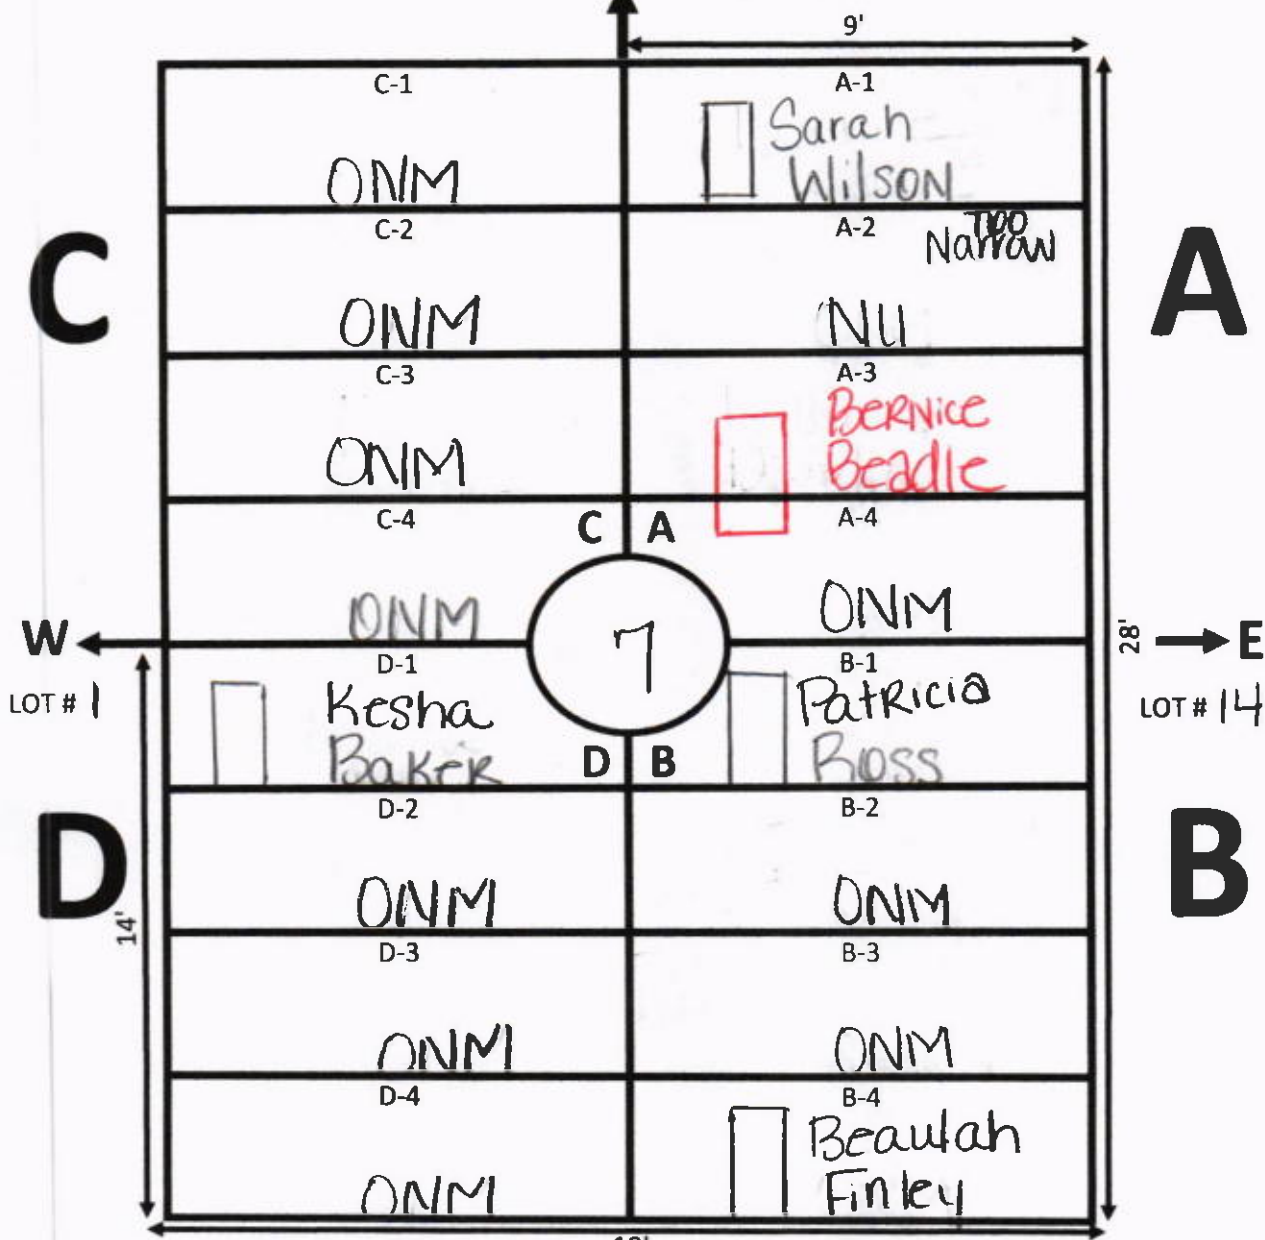 9'
C-1
A-1
Sarah
Wilson
ONM
C-2
A-2
Too
Narrow
ONM
NU
C-3
A-3
Bernice
Beadle
ONM
C-4
C A
A-4
ONM
ONM
W
7
28'
E
D-1
B-1
LOT # 1
Kesha
Baker
Patricia
Ross
LOT # 14
D B
C
A
D-2
B-2
D
B
14'
ONM
ONM
D-3
B-3
ONM
ONM
D-4
B-4
Beaulah
Finley
ONM